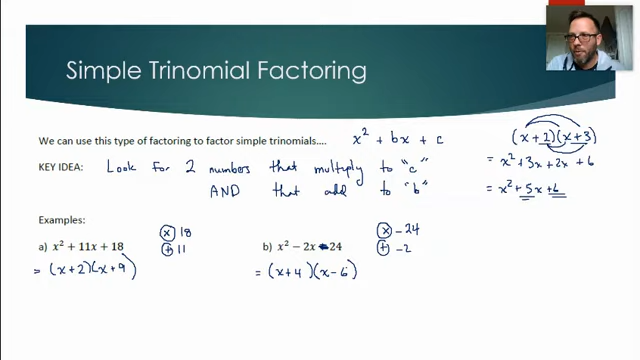 Simple Trinomial Factoring
We can use this type of factoring to factor simple trinomials.... x² + bx + c
(x + 2)(x + 3)
= x² + 3x + 2x + 6
= x² + 5x + 6
KEY IDEA: Look for 2 numbers that multiply to "c"
AND that add to "b"
Examples:
a) x² + 11x + 18
⊗ 18
⊕ 11
= (x + 2)(x + 9)
b) x² − 2x − 24
⊗ −24
⊕ −2
= (x + 4)(x − 6)